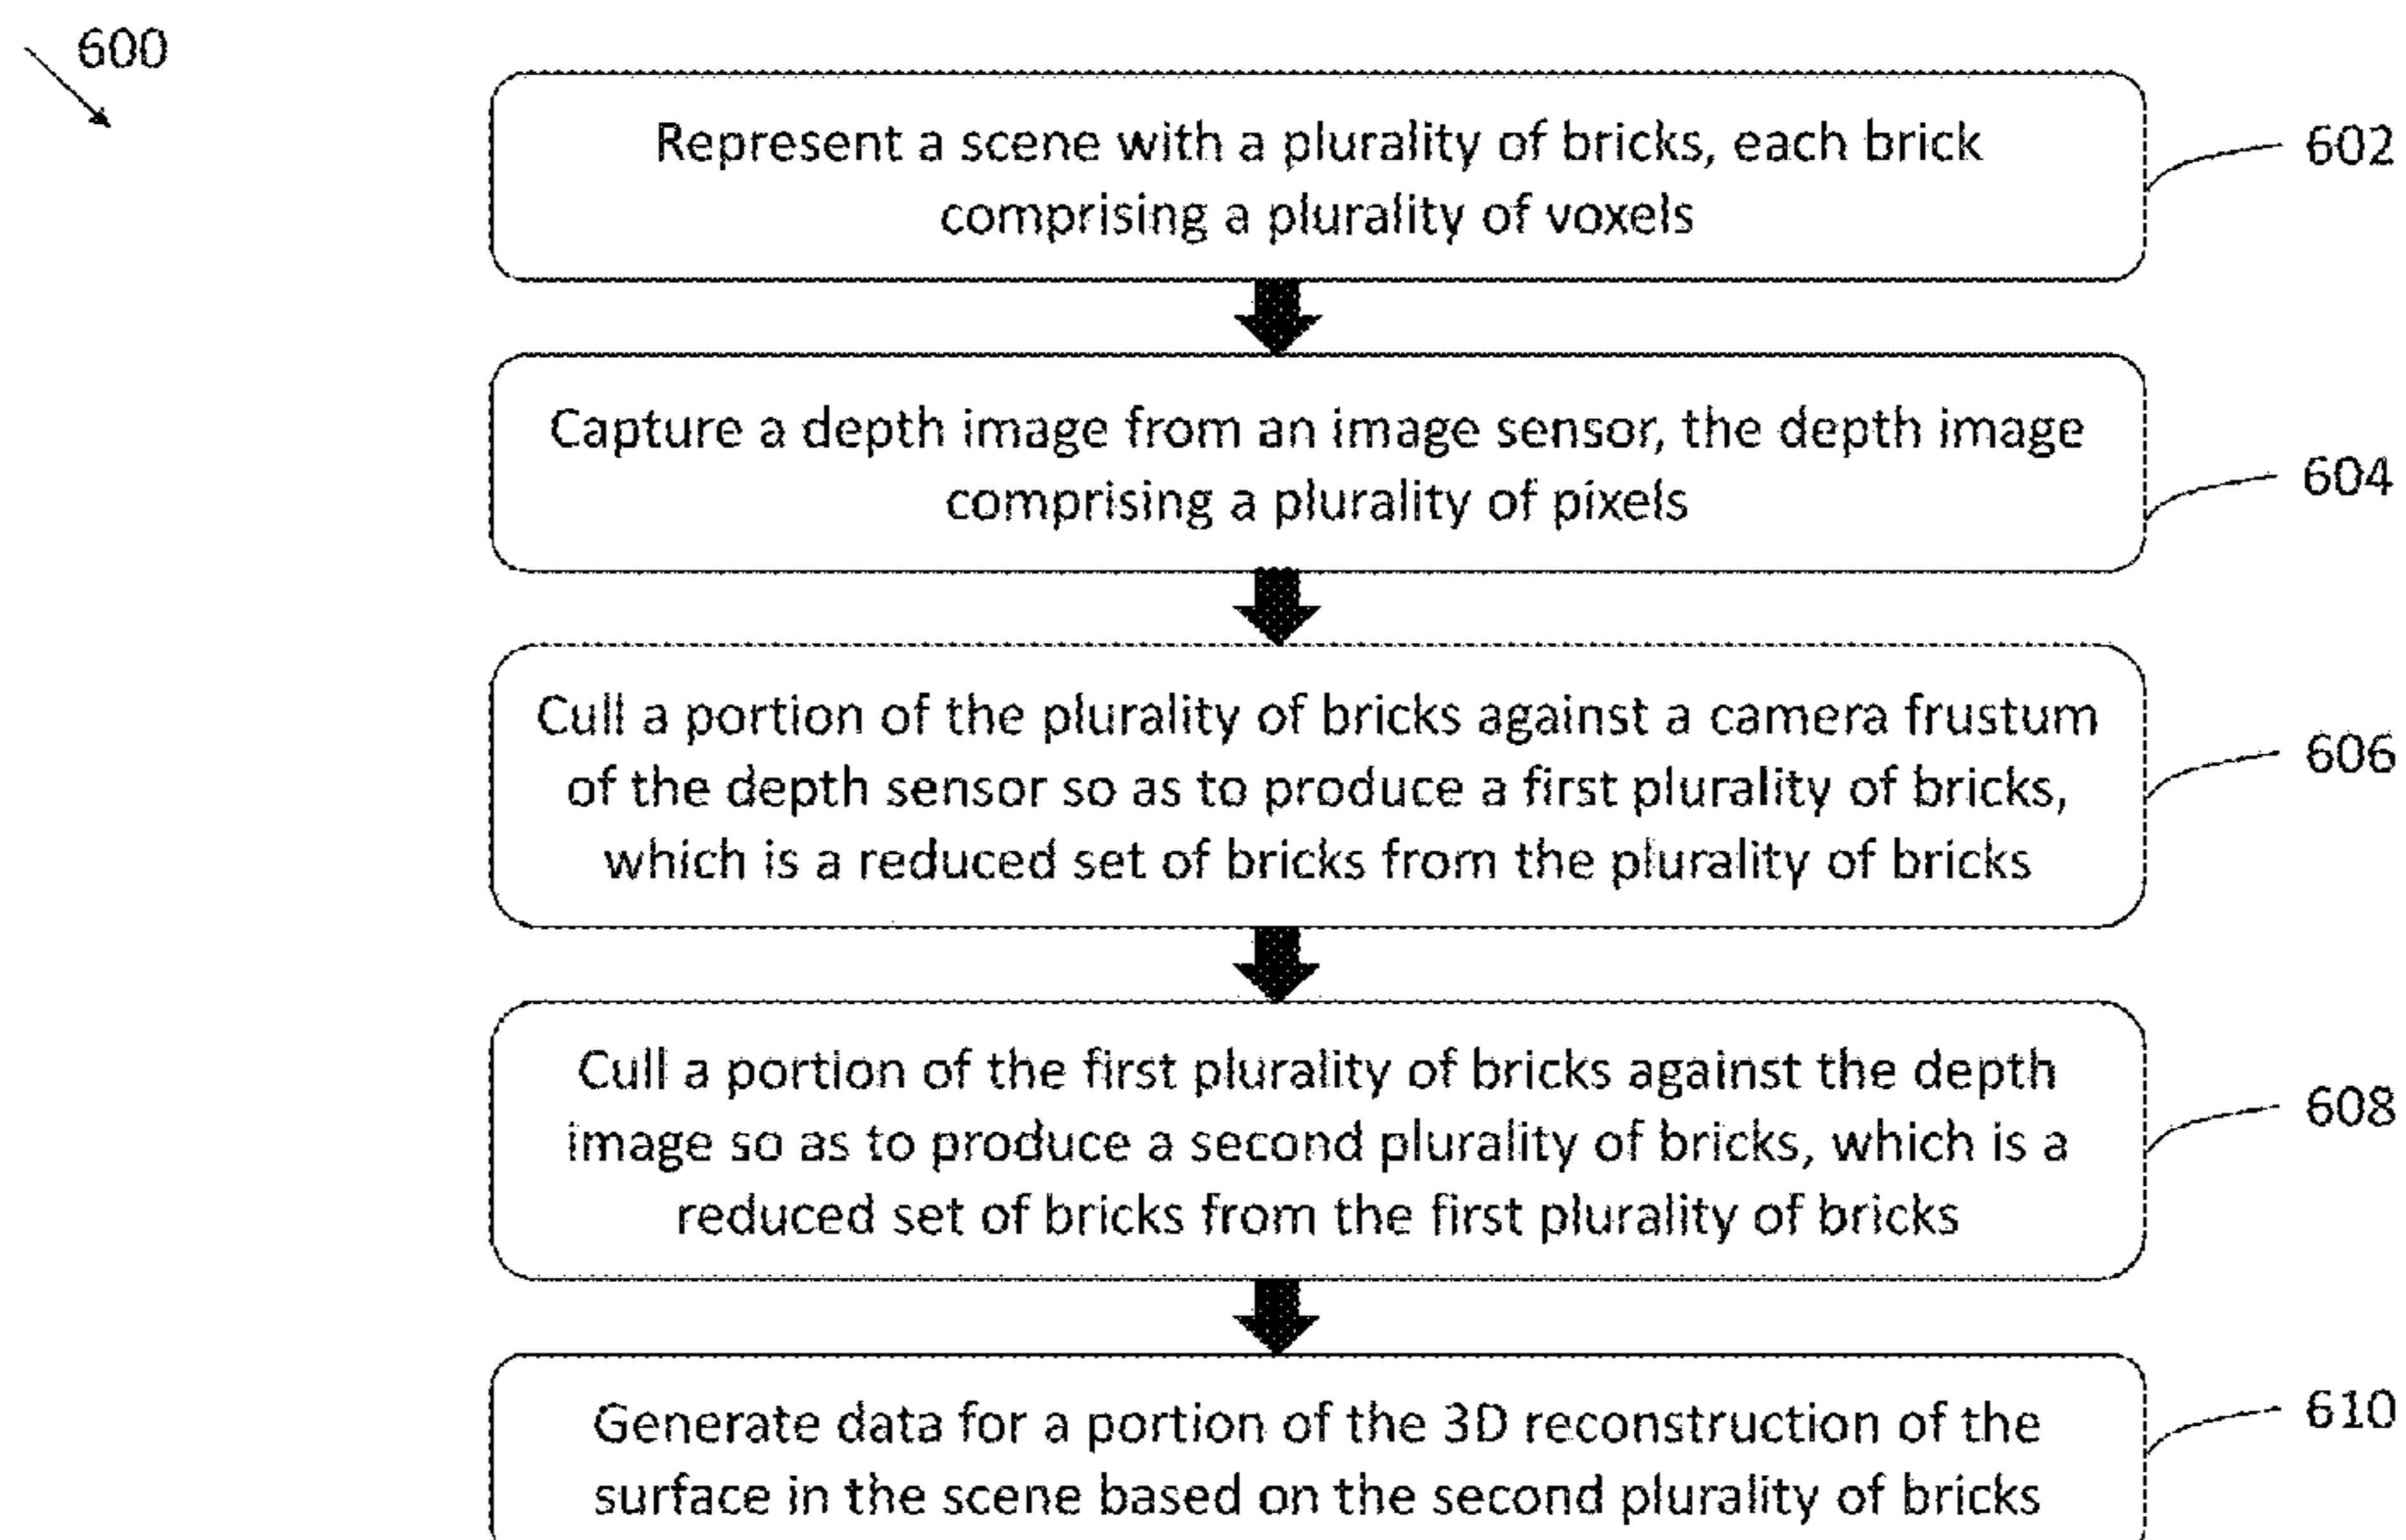 600
Represent a scene with a plurality of bricks, each brick
comprising a plurality of voxels
602
Capture a depth image from an image sensor, the depth image
comprising a plurality of pixels
604
Cull a portion of the plurality of bricks against a camera frustum
of the depth sensor so as to produce a first plurality of bricks,
which is a reduced set of bricks from the plurality of bricks
606
Cull a portion of the first plurality of bricks against the depth
image so as to produce a second plurality of bricks, which is a
reduced set of bricks from the first plurality of bricks
608
Generate data for a portion of the 3D reconstruction of the
surface in the scene based on the second plurality of bricks
610